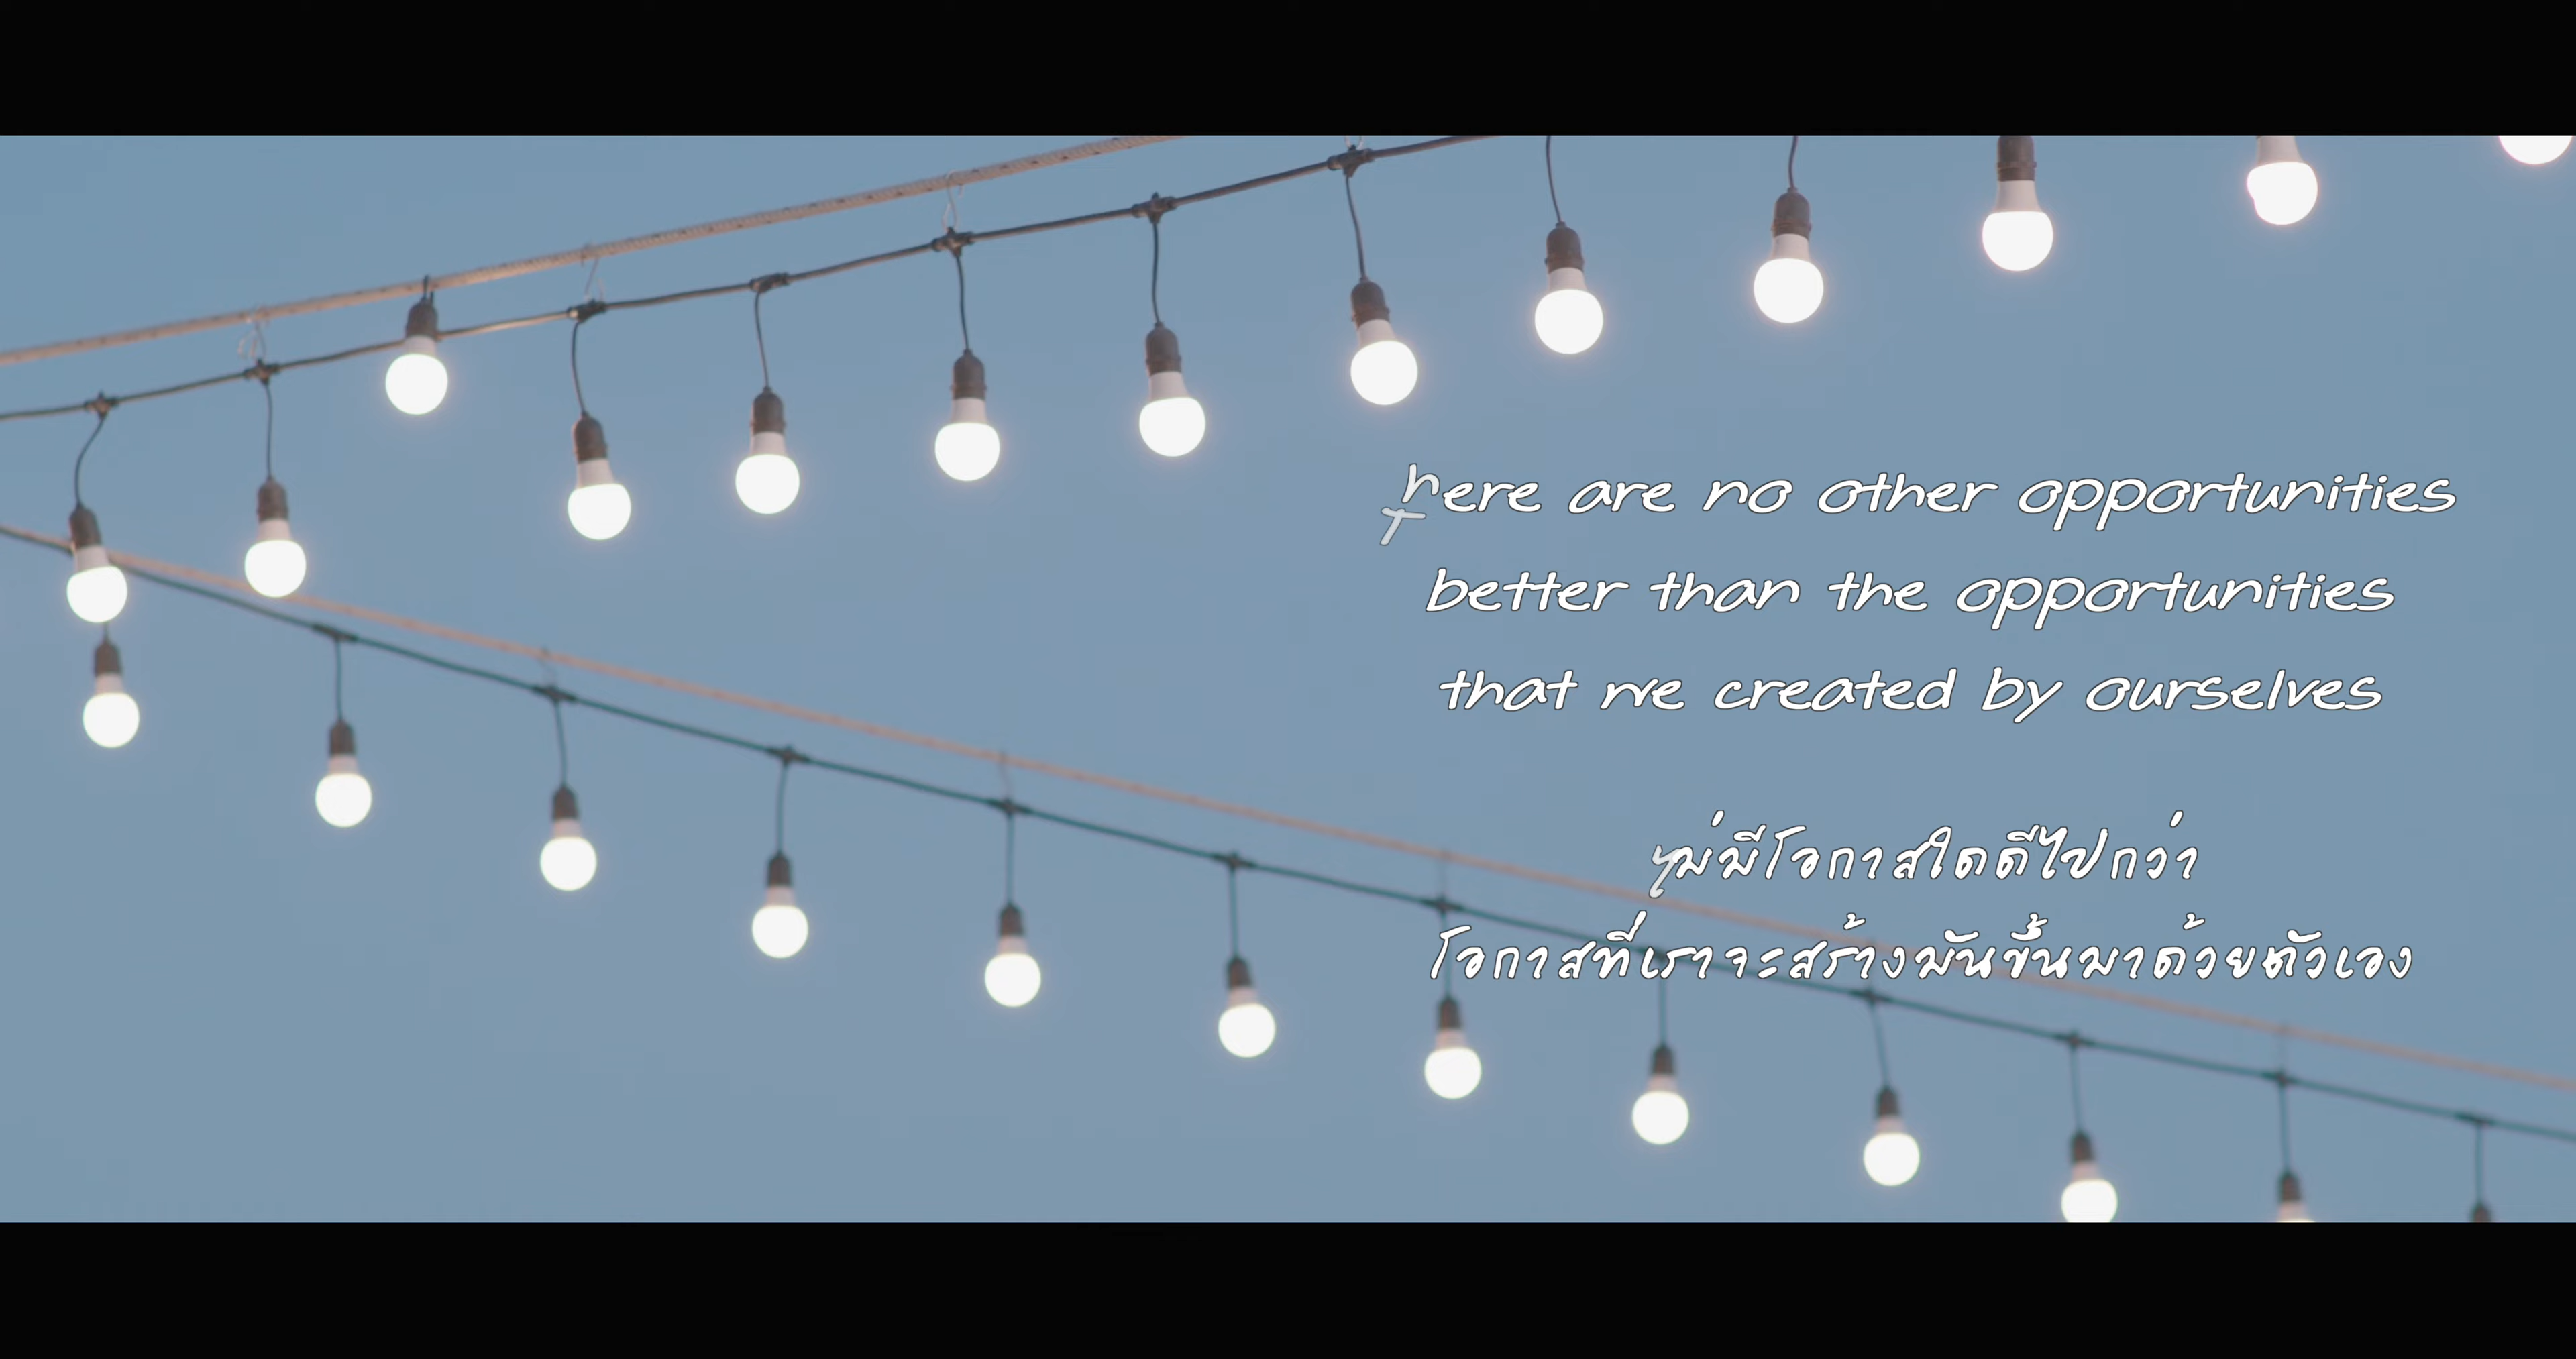 There are no other opportunities
better than the opportunities
that we created by ourselves
ไม่มีโอกาสใดดีไปกว่า
โอกาสที่เราจะสร้างมันขึ้นมาด้วยตัวเอง